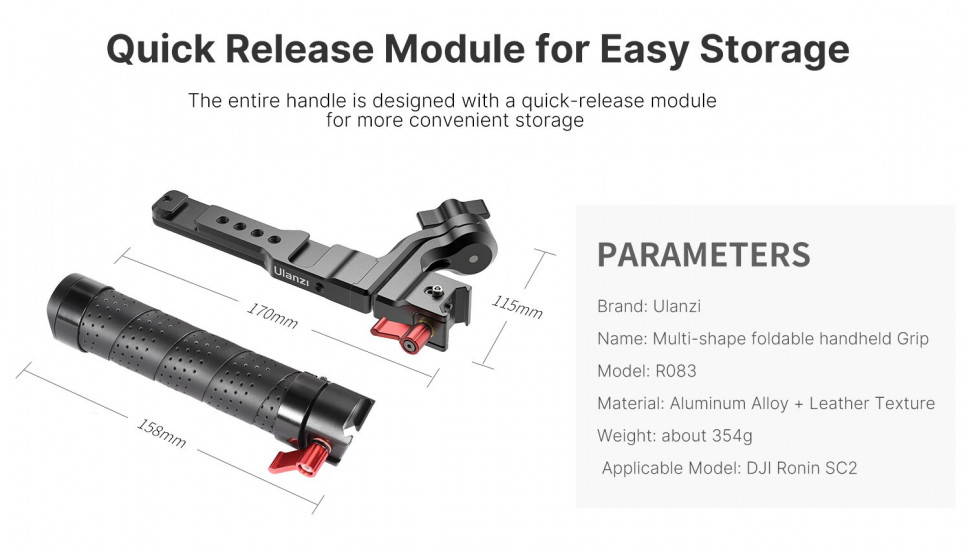 Quick Release Module for Easy Storage
The entire handle is designed with a quick-release module
for more convenient storage
Ulanzi
170mm
115mm
158mm
PARAMETERS
Brand: Ulanzi
Name: Multi-shape foldable handheld Grip
Model: R083
Material: Aluminum Alloy + Leather Texture
Weight: about 354g
Applicable Model: DJI Ronin SC2